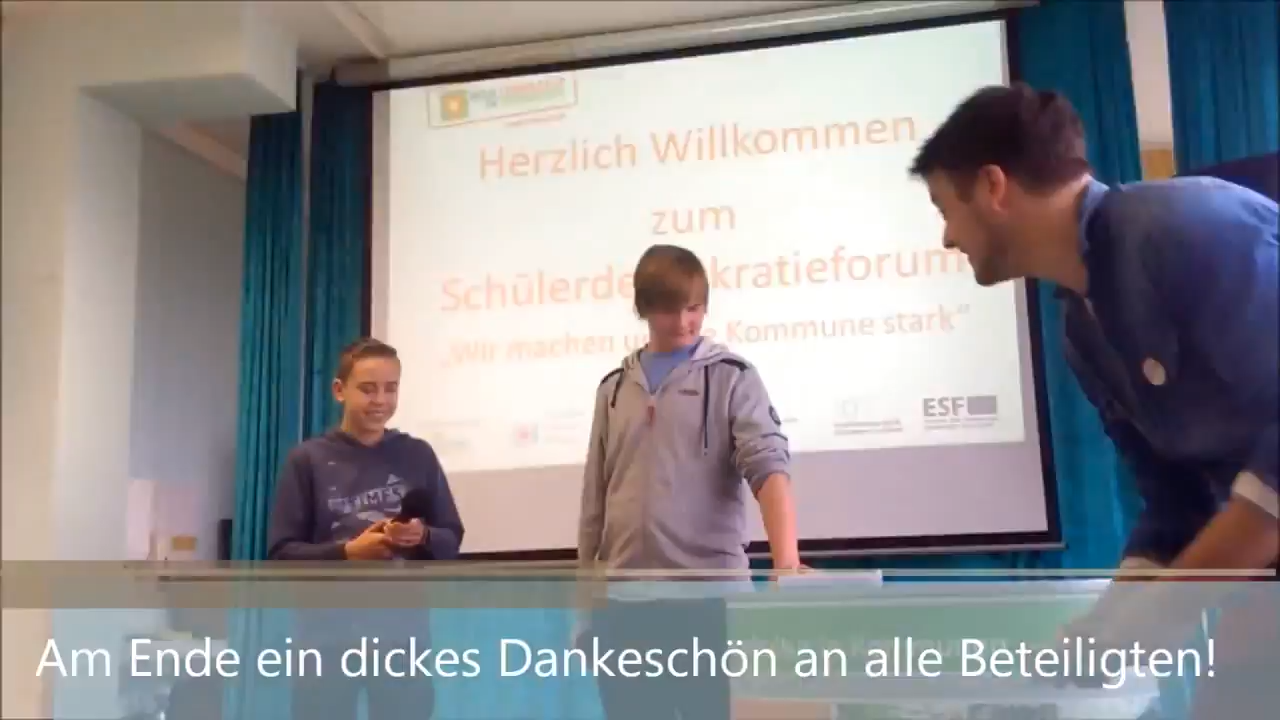 Herzlich Willkommen
zum
Schülerde kratieforum
„Wir machen un e Kommune stark“
ESF
TIMES
Am Ende ein dickes Dankeschön an alle Beteiligten!